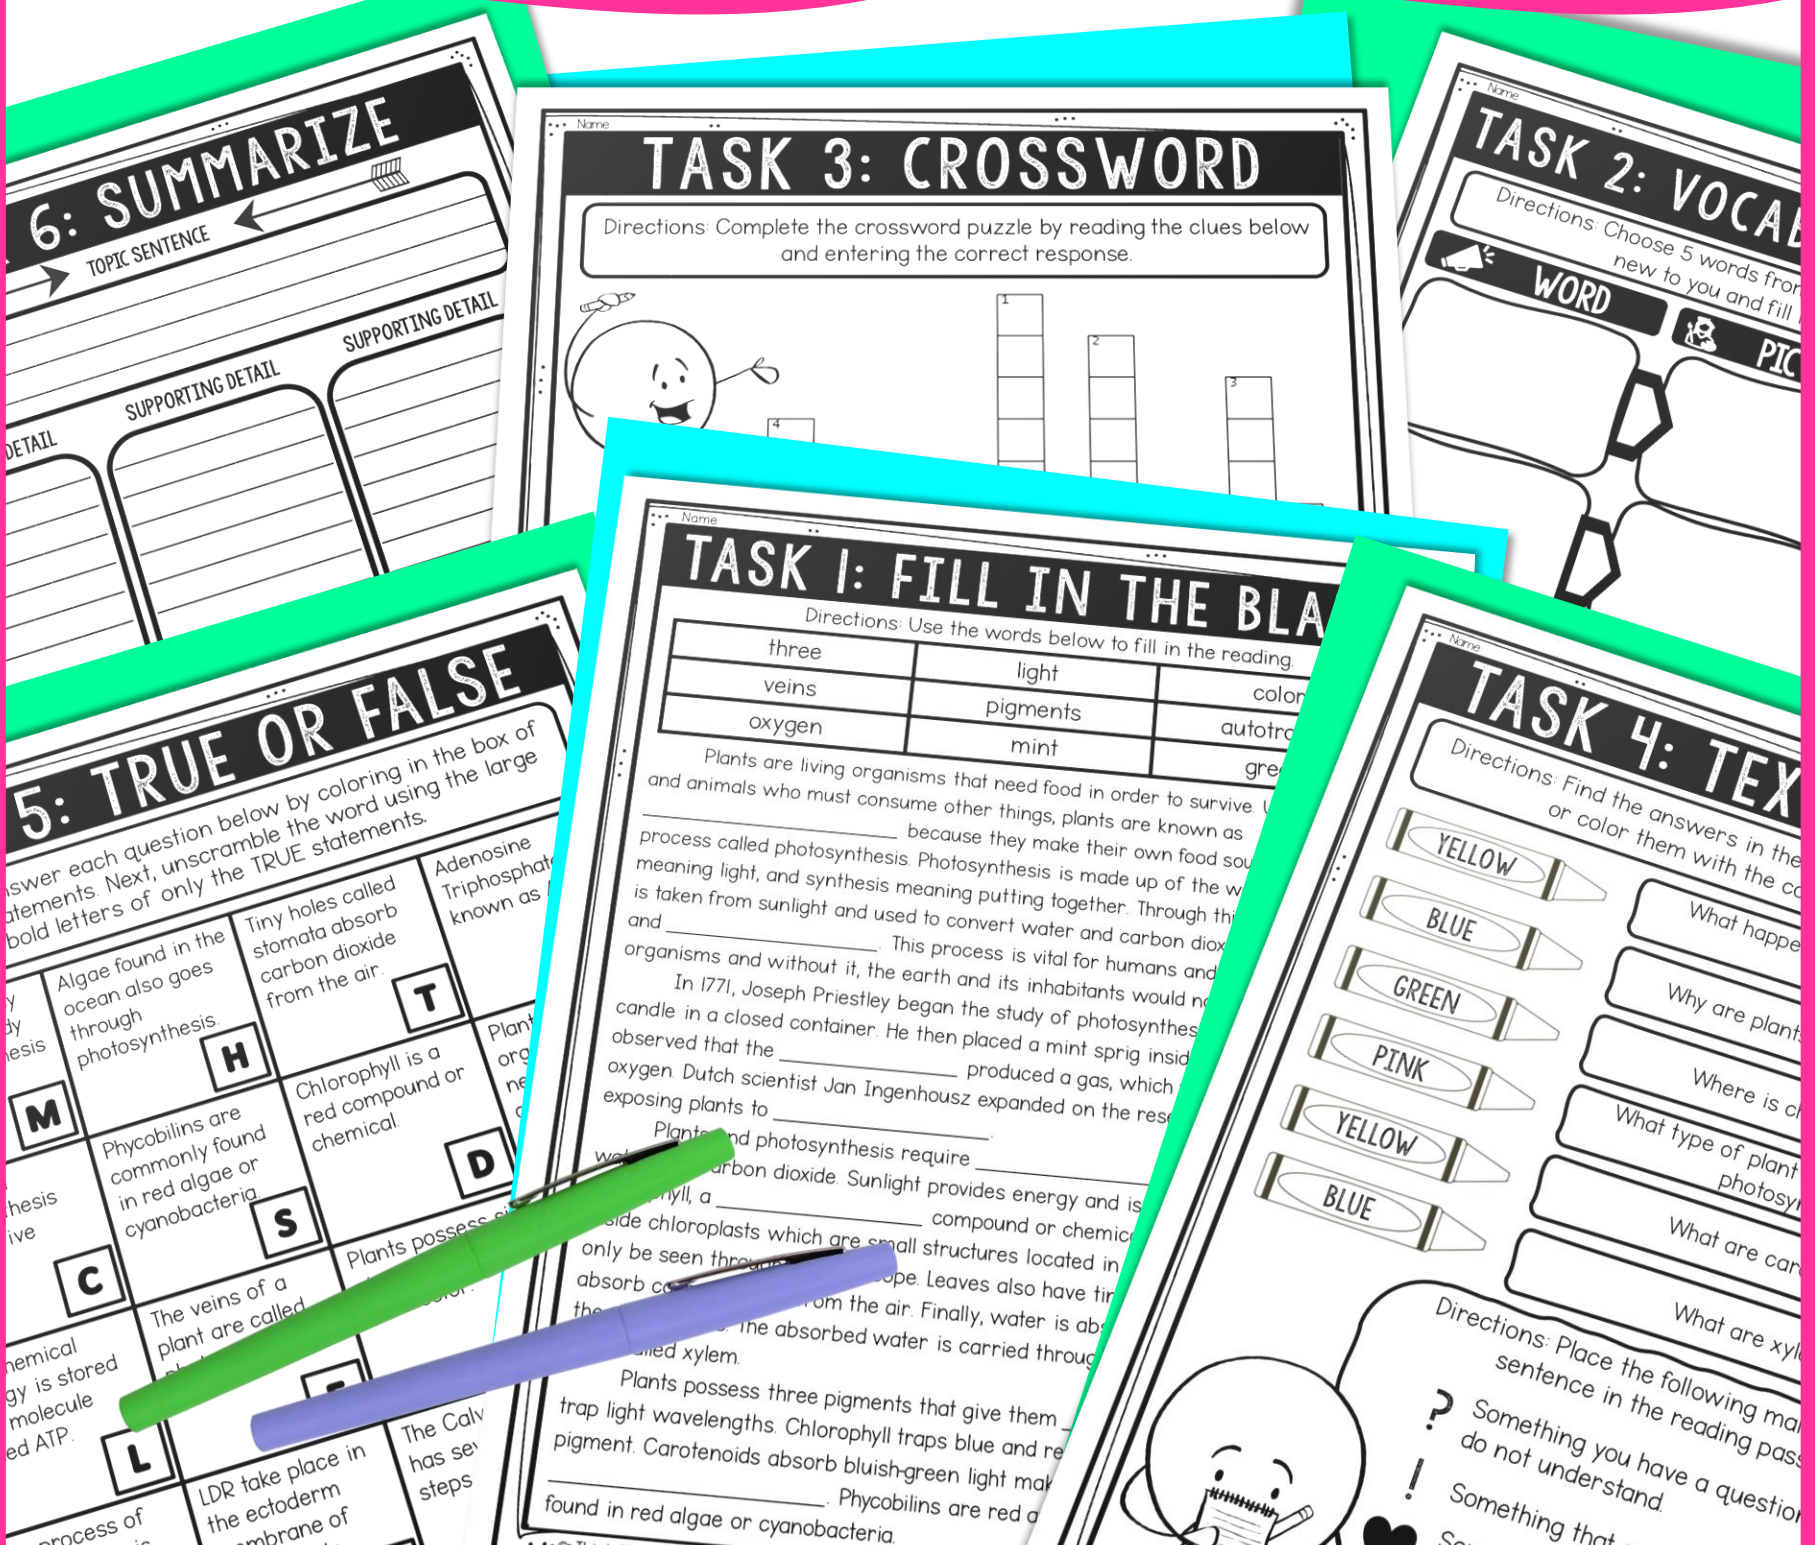 6: SUMMARIZE
TOPIC SENTENCE
DETAIL
SUPPORTING DETAIL
SUPPORTING DETAIL
Name
TASK 3: CROSSWORD
Directions: Complete the crossword puzzle by reading the clues below
and entering the correct response.
1
2
3
4
Name
TASK 2: VOCAB
Directions: Choose 5 words from
new to you and fill
WORD
PIC
5: TRUE OR FALSE
each question below by coloring in the box of
Next, unscramble the word using the large
bold letters of only the TRUE statements.
M
Algae found in the
ocean also goes
through
photosynthesis.
H
Tiny holes called
stomata absorb
carbon dioxide
from the air.
T
Adenosine
known as
C
Phycobilins are
commonly found
in red algae or
cyanobacteria.
S
Chlorophyll is a
red compound or
chemical.
D
is stored
molecule
ATP.
L
The veins of a
plant are called
Plants possess
process of
LDR take place in
the ectoderm
of
The
has
steps
Name
TASK 1: FILL IN THE BLA
Directions: Use the words below to fill in the reading.
three
light
color
veins
pigments
oxygen
mint
Plants are living organisms that need food in order to survive.
and animals who must consume other things, plants are known as
because they make their own food
process called photosynthesis. Photosynthesis is made up of the
meaning light, and synthesis meaning putting together. Through
is taken from sunlight and used to convert water and carbon
and . This process is vital for humans and
organisms and without it, the earth and its inhabitants would
In 1771, Joseph Priestley began the study of
candle in a closed container. He then placed a mint sprig
observed that the produced a gas, which
oxygen. Dutch scientist Jan Ingenhousz expanded on the
exposing plants to .
Plants and photosynthesis require
carbon dioxide. Sunlight provides energy and is
a compound or
chloroplasts which are small structures located in
only be seen Leaves also have
absorb from the air. Finally, water is
the The absorbed water is carried
xylem.
Plants possess three pigments that give them
trap light wavelengths. Chlorophyll traps blue and
pigment. Carotenoids absorb bluish-green light
. Phycobilins are red
found in red algae or cyanobacteria.
Name
TASK 4: TEX
Directions: Find the answers in the
or color them with the
YELLOW
BLUE
GREEN
PINK
YELLOW
BLUE
What
Why are
Where is
What type of plant
What are
What are
Directions: Place the following
sentence in the reading
? Something you have a question
do not understand.
! Something that